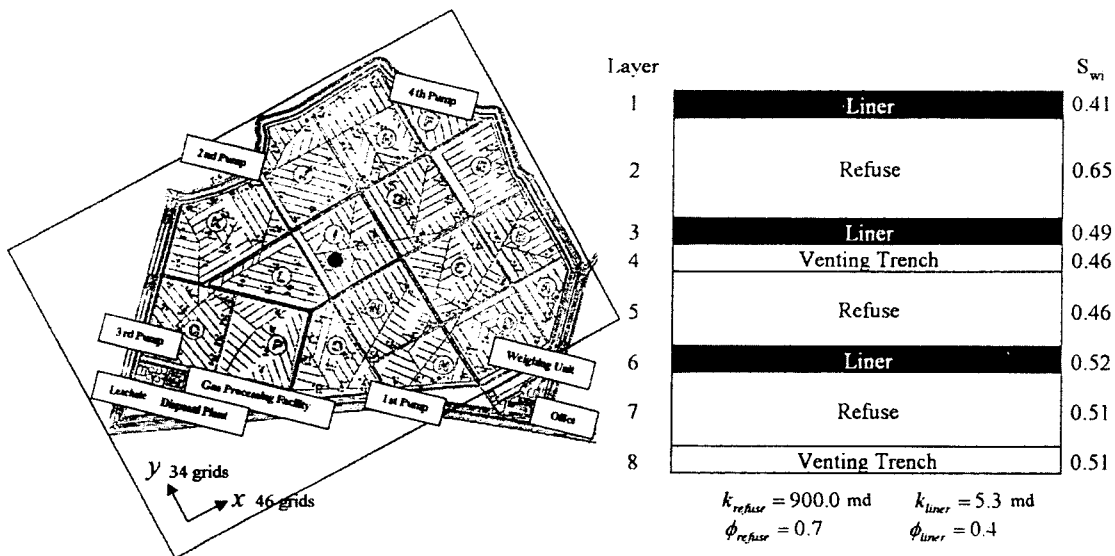 4th Pump
2nd Pump
3rd Pump
Gas Processing Facility
Leachate Disposal Plant
1st Pump
Weighing Unit
Office
y 34 grids
x 46 grids
Layer S_wi
1 Liner 0.41
2 Refuse 0.65
3 Liner 0.49
4 Venting Trench 0.46
5 Refuse 0.46
6 Liner 0.52
7 Refuse 0.51
8 Venting Trench 0.51
k_refuse = 900.0 md k_liner = 5.3 md
ϕ_refuse = 0.7 ϕ_liner = 0.4